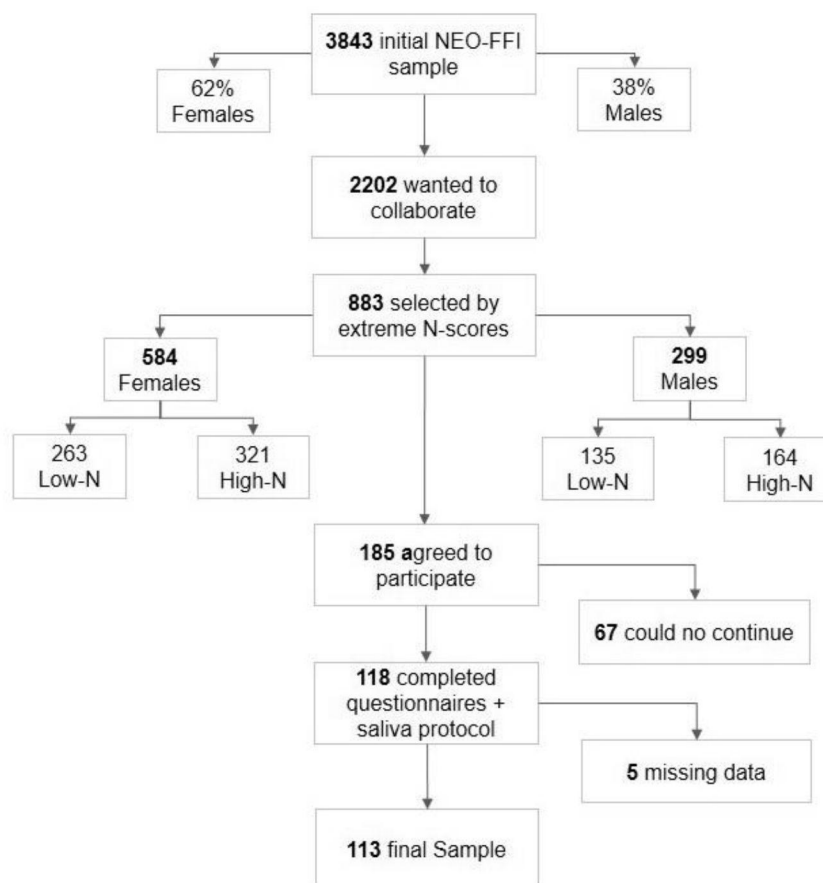 3843 initial NEO-FFI
sample
62%
Females
38%
Males
2202 wanted to
collaborate
883 selected by
extreme N-scores
584
Females
299
Males
263
Low-N
321
High-N
135
Low-N
164
High-N
185 agreed to
participate
67 could no continue
118 completed
questionnaires +
saliva protocol
5 missing data
113 final Sample